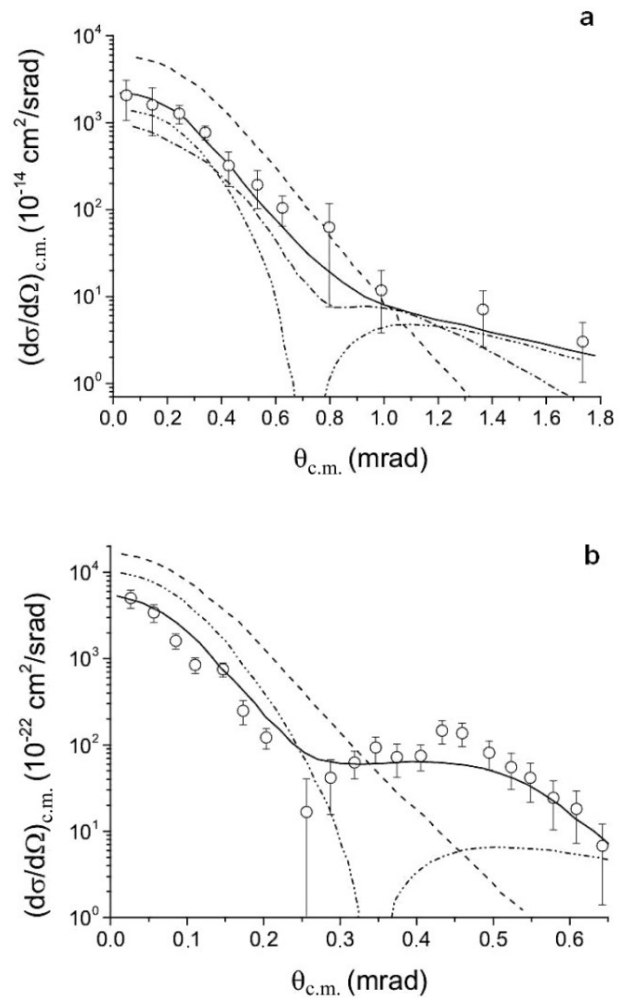 a
(dσ/dΩ)c.m. (10⁻¹⁴ cm²/srad)
10⁴
10³
10²
10¹
10⁰
0.0 0.2 0.4 0.6 0.8 1.0 1.2 1.4 1.6 1.8
θc.m. (mrad)
b
(dσ/dΩ)c.m. (10⁻²² cm²/srad)
10⁴
10³
10²
10¹
10⁰
0.0 0.1 0.2 0.3 0.4 0.5 0.6
θc.m. (mrad)